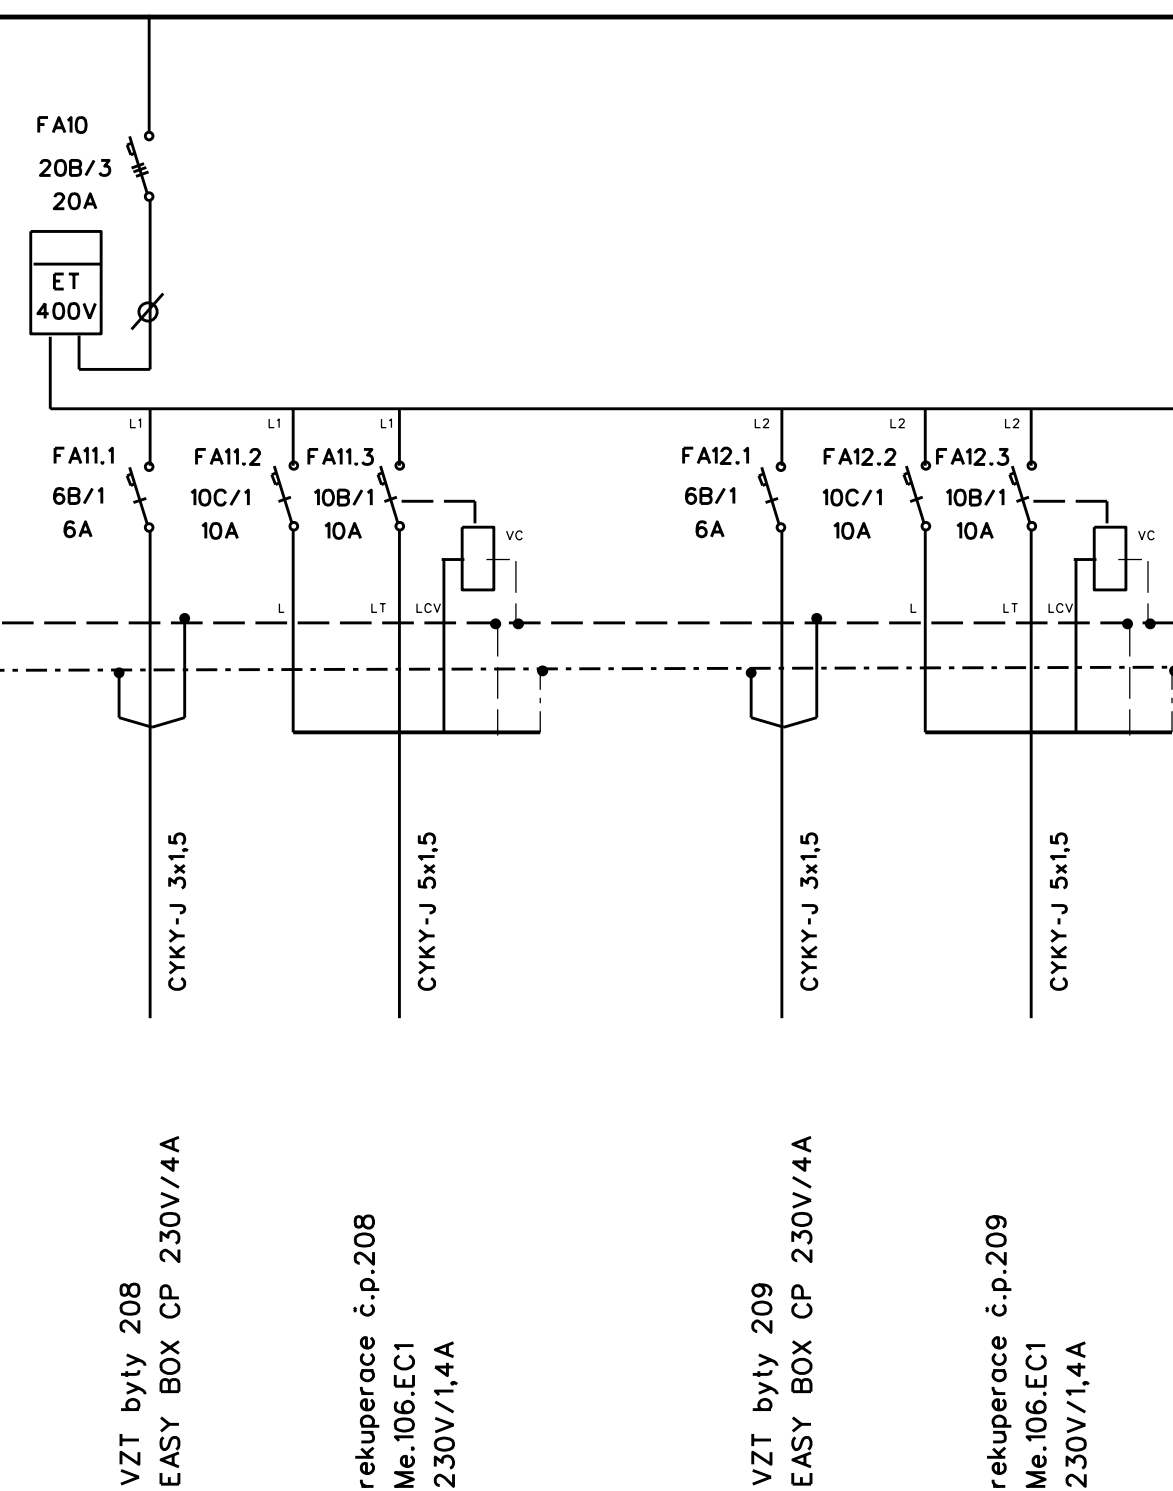 FA10
20B/3
20A
ET
400V
L1
L1
L1
L2
L2
L2
FA11.1
6B/1
6A
FA11.2
10C/1
10A
FA11.3
10B/1
10A
VC
FA12.1
6B/1
6A
FA12.2
10C/1
10A
FA12.3
10B/1
10A
VC
L
LT
LCV
L
LT
LCV
CYKY-J 3x1,5
CYKY-J 5x1,5
CYKY-J 3x1,5
CYKY-J 5x1,5
VZT byty 208
EASY BOX CP 230V/4A
rekuperace č.p.208
Me.106.EC1
230V/1,4A
VZT byty 209
EASY BOX CP 230V/4A
rekuperace č.p.209
Me.106.EC1
230V/1,4A